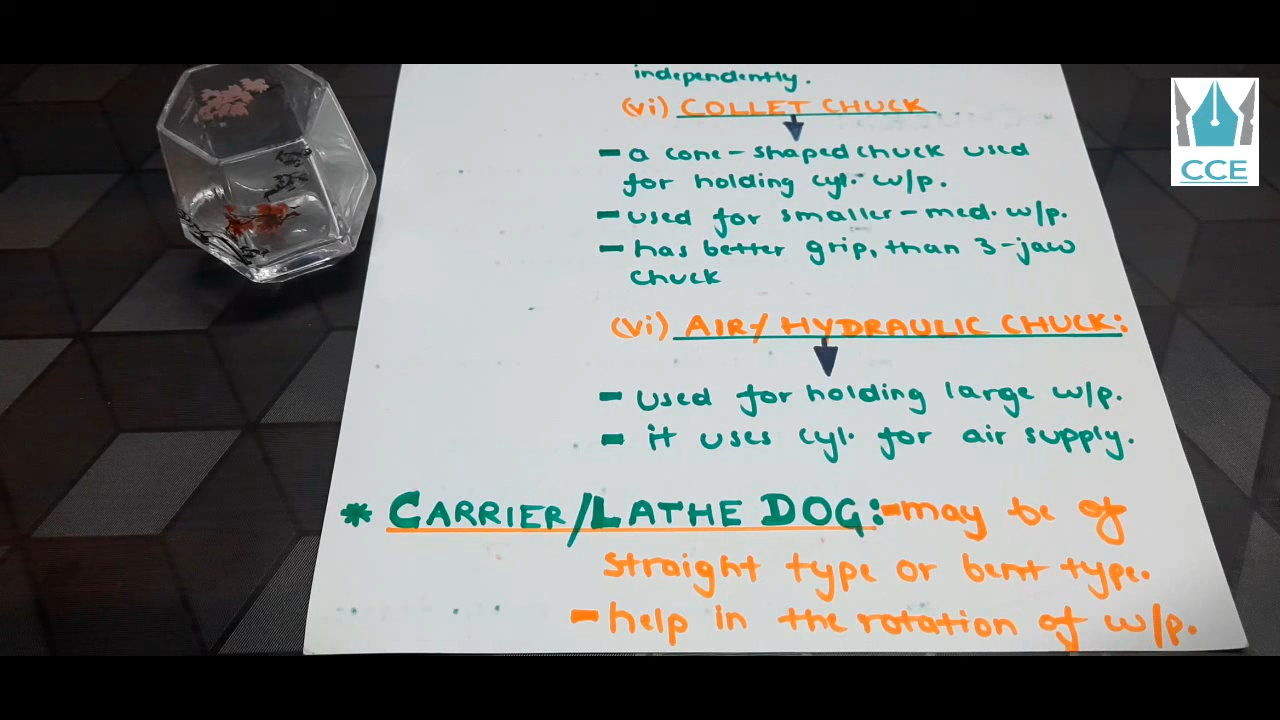 independently.
(vi) COLLET CHUCK
- a cone-shaped chuck used
for holding cyl. w/p.
- used for smaller-med. w/p.
- has better grip, than 3-jaw
chuck
(vi) AIR/HYDRAULIC CHUCK:
- used for holding large w/p.
- it uses cyl. for air supply.
* CARRIER/LATHE DOG:- may be of
straight type or bent type.
- help in the rotation of w/p.
CCE